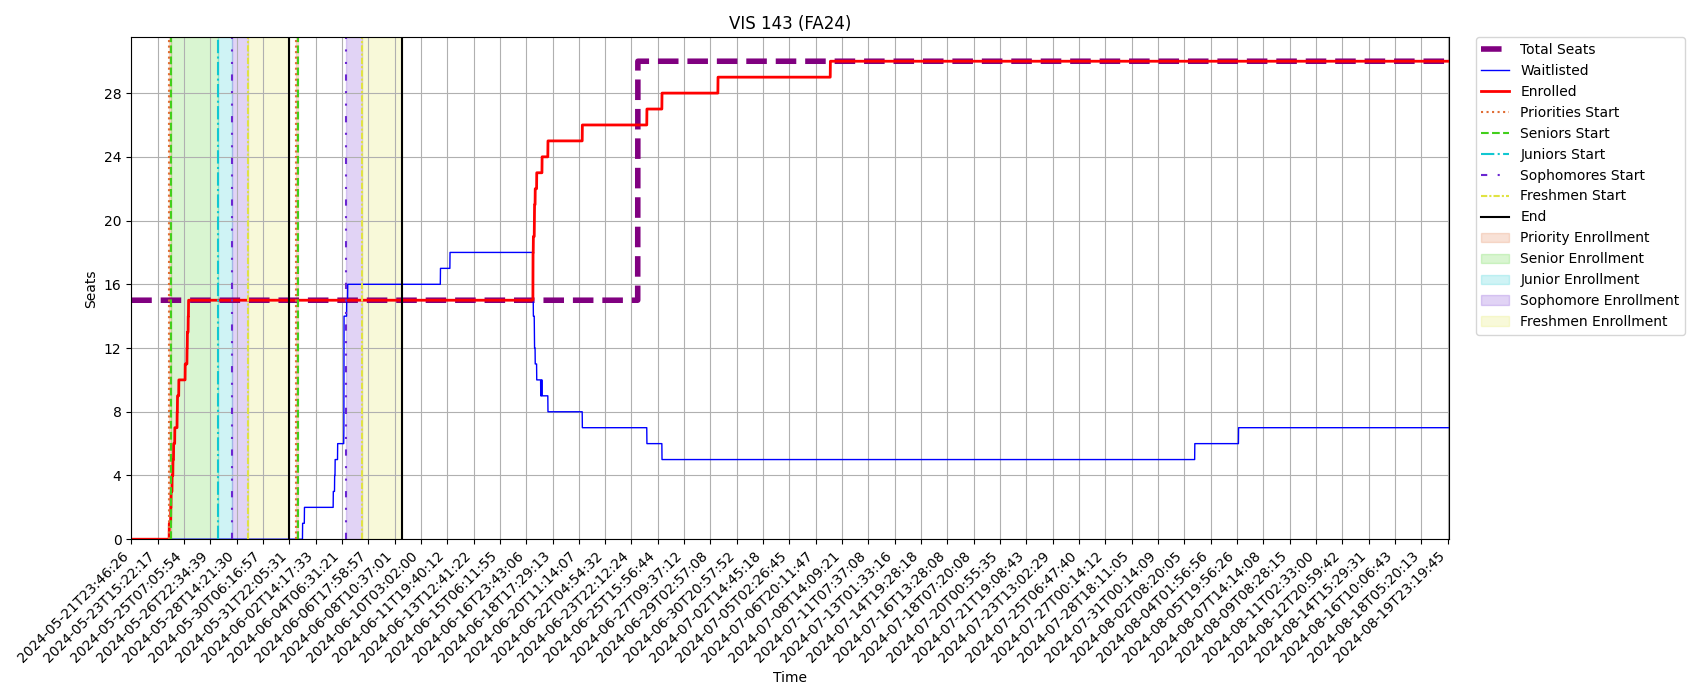 VIS 143 (FA24)
Total Seats
Waitlisted
Enrolled
Priorities Start
Seniors Start
Juniors Start
Sophomores Start
Freshmen Start
End
Priority Enrollment
Senior Enrollment
Junior Enrollment
Sophomore Enrollment
Freshmen Enrollment
Seats
28
24
20
16
12
8
4
0
2024-05-21T23:46:26
2024-05-23T15:22:17
2024-05-25T07:05:54
2024-05-26T22:34:39
2024-05-28T14:21:30
2024-05-30T06:16:57
2024-05-31T22:05:31
2024-06-02T14:17:33
2024-06-04T06:31:21
2024-06-06T17:58:57
2024-06-08T10:37:01
2024-06-10T03:02:00
2024-06-11T19:40:12
2024-06-13T12:41:22
2024-06-15T06:11:55
2024-06-16T23:43:06
2024-06-18T17:29:13
2024-06-20T11:14:07
2024-06-22T04:54:32
2024-06-23T22:12:24
2024-06-25T15:56:44
2024-06-27T09:37:12
2024-06-29T02:57:08
2024-06-30T20:57:52
2024-07-02T14:45:18
2024-07-05T02:26:45
2024-07-06T20:11:47
2024-07-08T14:09:21
2024-07-11T07:37:08
2024-07-13T01:33:16
2024-07-14T19:28:18
2024-07-16T13:28:08
2024-07-18T07:20:08
2024-07-20T00:55:35
2024-07-21T19:08:43
2024-07-23T13:02:29
2024-07-25T06:47:40
2024-07-27T00:14:12
2024-07-28T18:11:05
2024-07-31T00:14:09
2024-08-02T08:20:05
2024-08-04T01:56:56
2024-08-05T19:56:26
2024-08-07T14:14:08
2024-08-09T08:28:15
2024-08-11T02:33:00
2024-08-12T20:59:42
2024-08-14T15:29:31
2024-08-16T10:06:43
2024-08-18T05:20:13
2024-08-19T23:19:45
Time